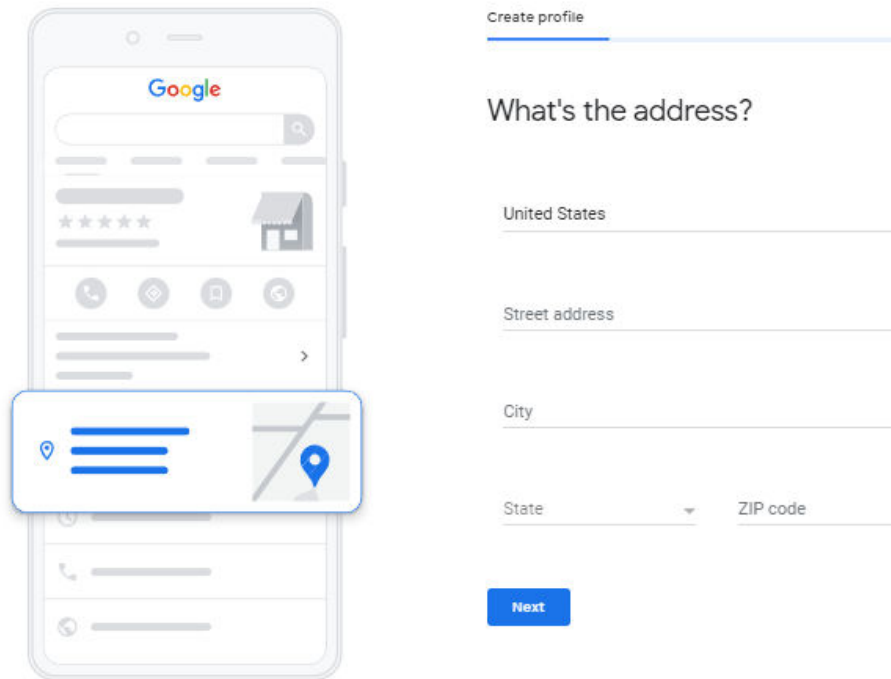 Google
Create profile
What's the address?
United States
Street address
City
State
ZIP code
Next